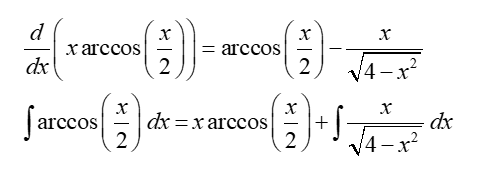 d/dx (x arccos(x/2)) = arccos(x/2) − x/√(4 − x²)
∫ arccos(x/2) dx = x arccos(x/2) + ∫ x/√(4 − x²) dx